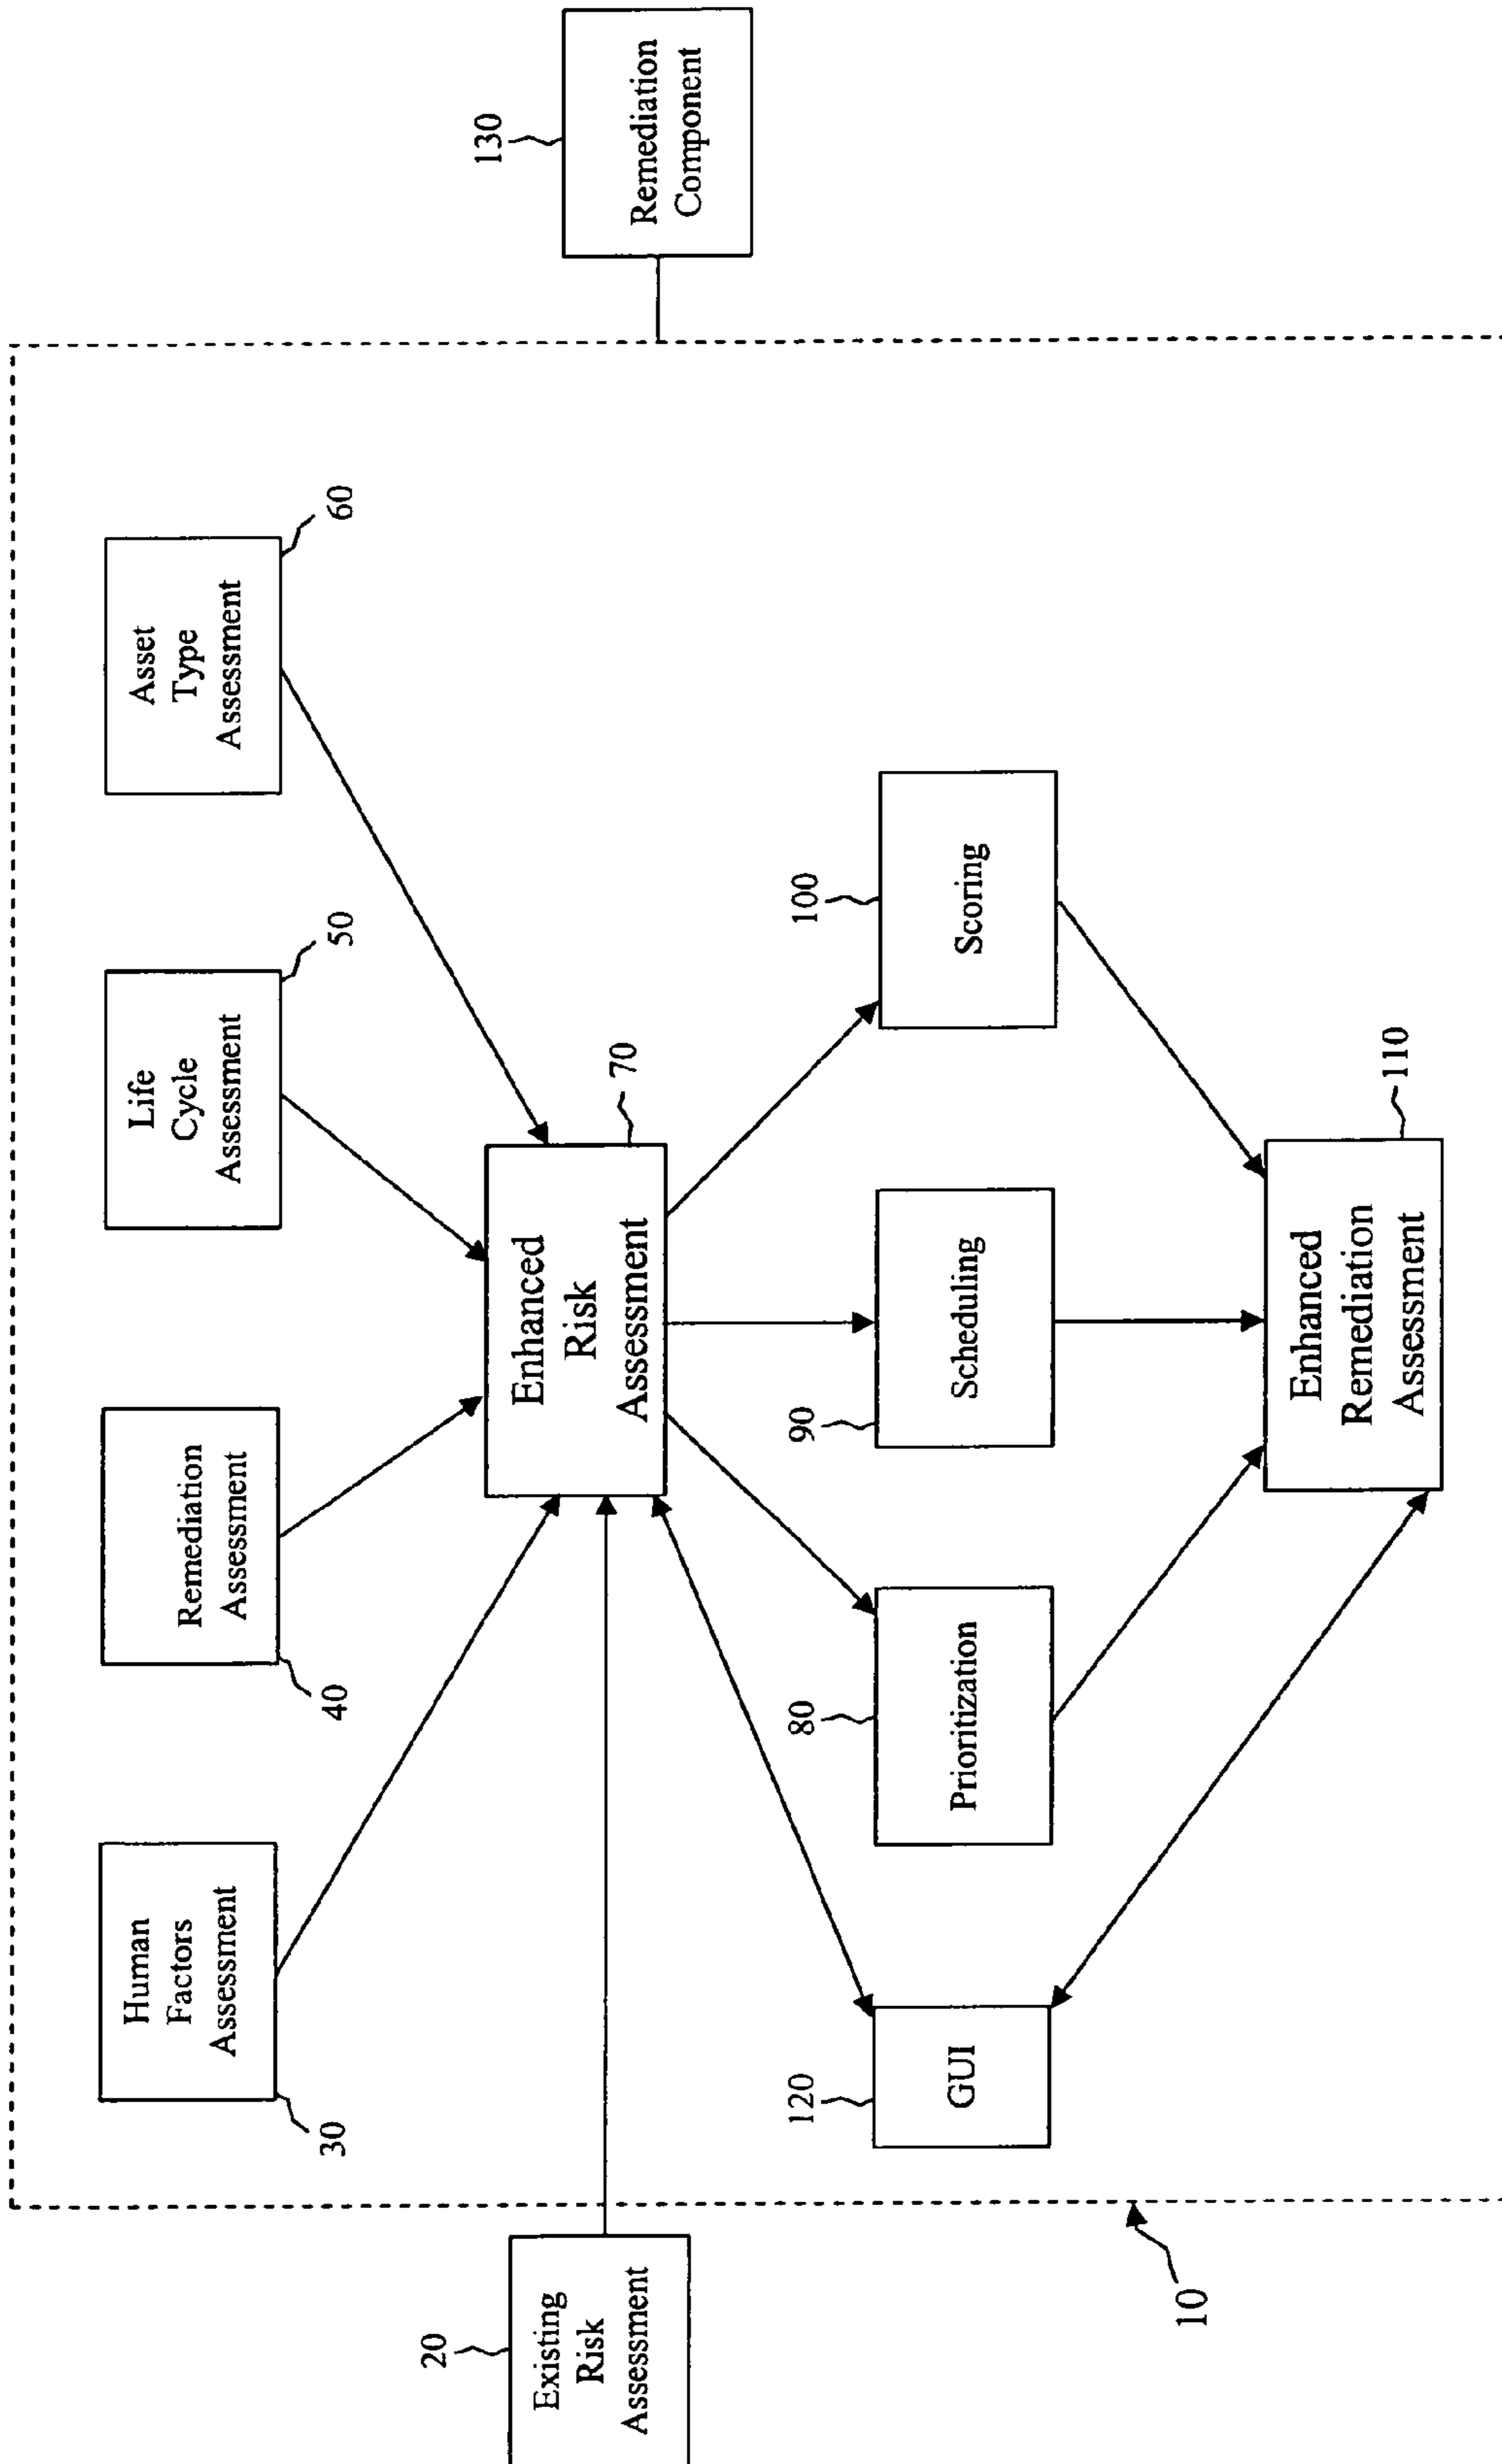 Human
Factors
Assessment
30
Remediation
Assessment
40
Life
Cycle
Assessment
50
Asset
Type
Assessment
60
20
Existing
Risk
Assessment
Enhanced
Risk
Assessment
70
130
Remediation
Component
120
GUI
80
Prioritization
90
Scheduling
100
Scoring
10
Enhanced
Remediation
Assessment
110